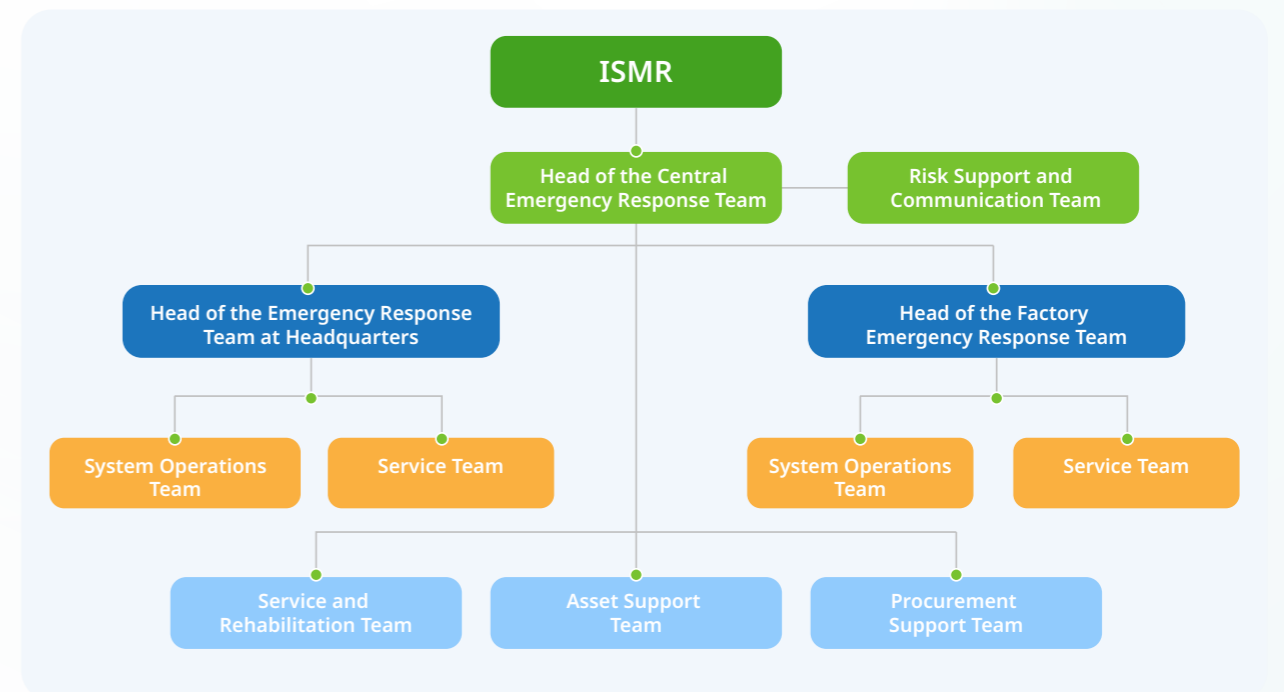 ISMR
Head of the Central
Emergency Response Team
Risk Support and
Communication Team
Head of the Emergency Response
Team at Headquarters
Head of the Factory
Emergency Response Team
System Operations
Team
Service Team
System Operations
Team
Service Team
Service and
Rehabilitation Team
Asset Support
Team
Procurement
Support Team